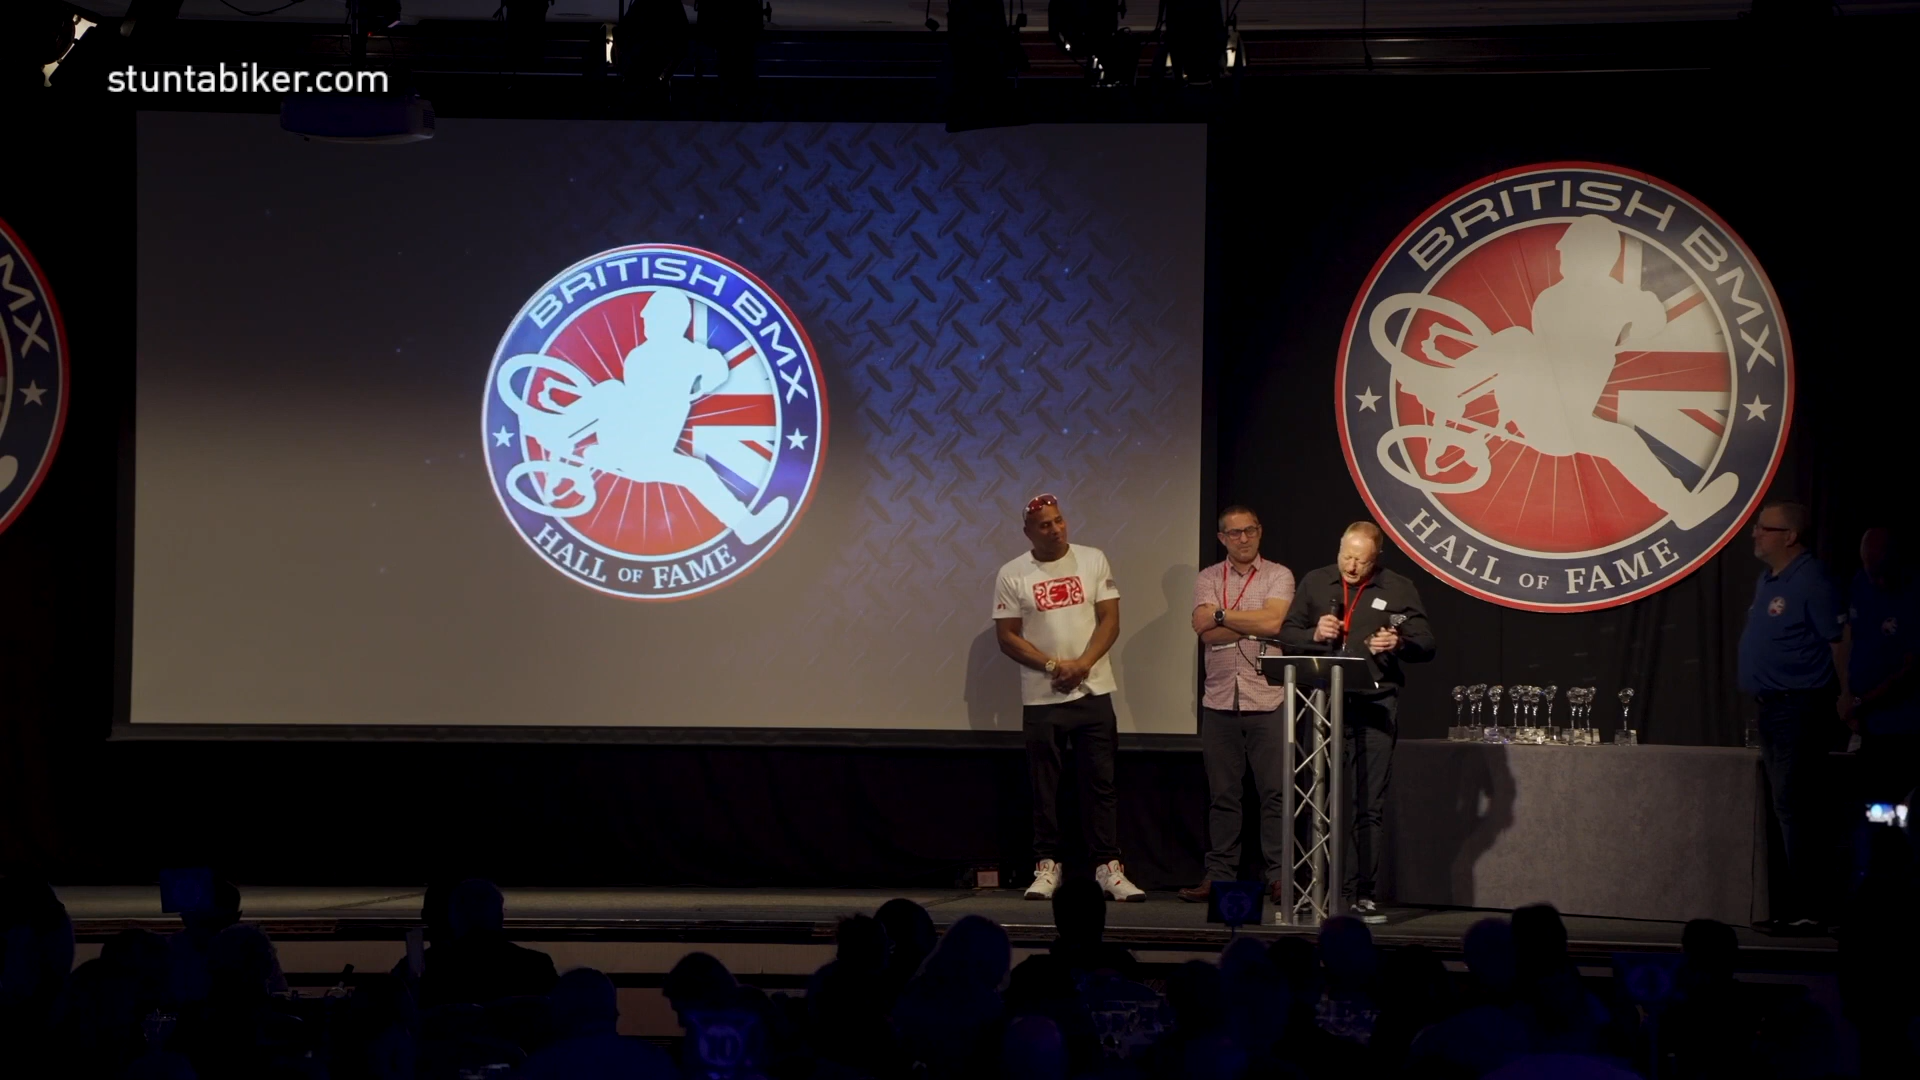 stuntabiker.com
BRITISH BMX
HALL OF FAME
BRITISH BMX
HALL OF FAME
MX